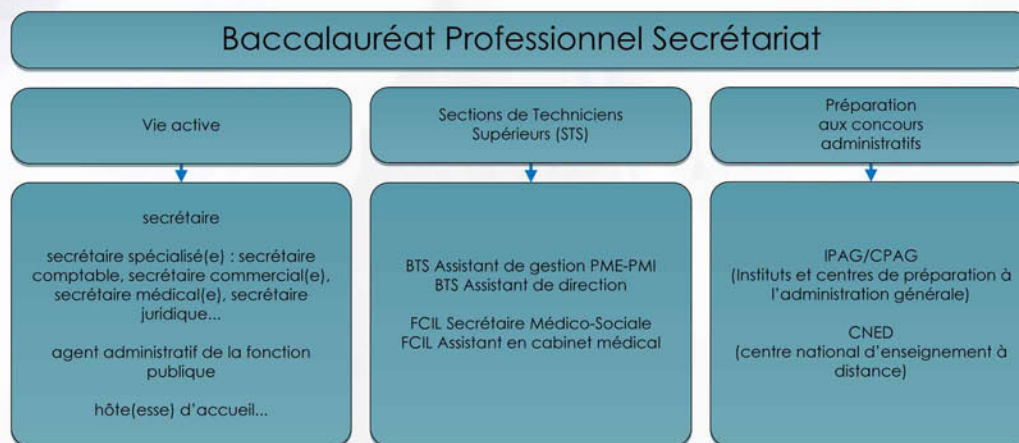 Baccalauréat Professionnel Secrétariat
Vie active
secrétaire
secrétaire spécialisé(e) : secrétaire
comptable, secrétaire commercial(e),
secrétaire médical(e), secrétaire
juridique...
agent administratif de la fonction
publique
hôte(esse) d'accueil...
Sections de Techniciens
Supérieurs (STS)
BTS Assistant de gestion PME-PMI
BTS Assistant de direction
FCIL Secrétaire Médico-Sociale
FCIL Assistant en cabinet médical
Préparation
aux concours
administratifs
IPAG/CPAG
(Instituts et centres de préparation à
l'administration générale)
CNED
(centre national d'enseignement à
distance)